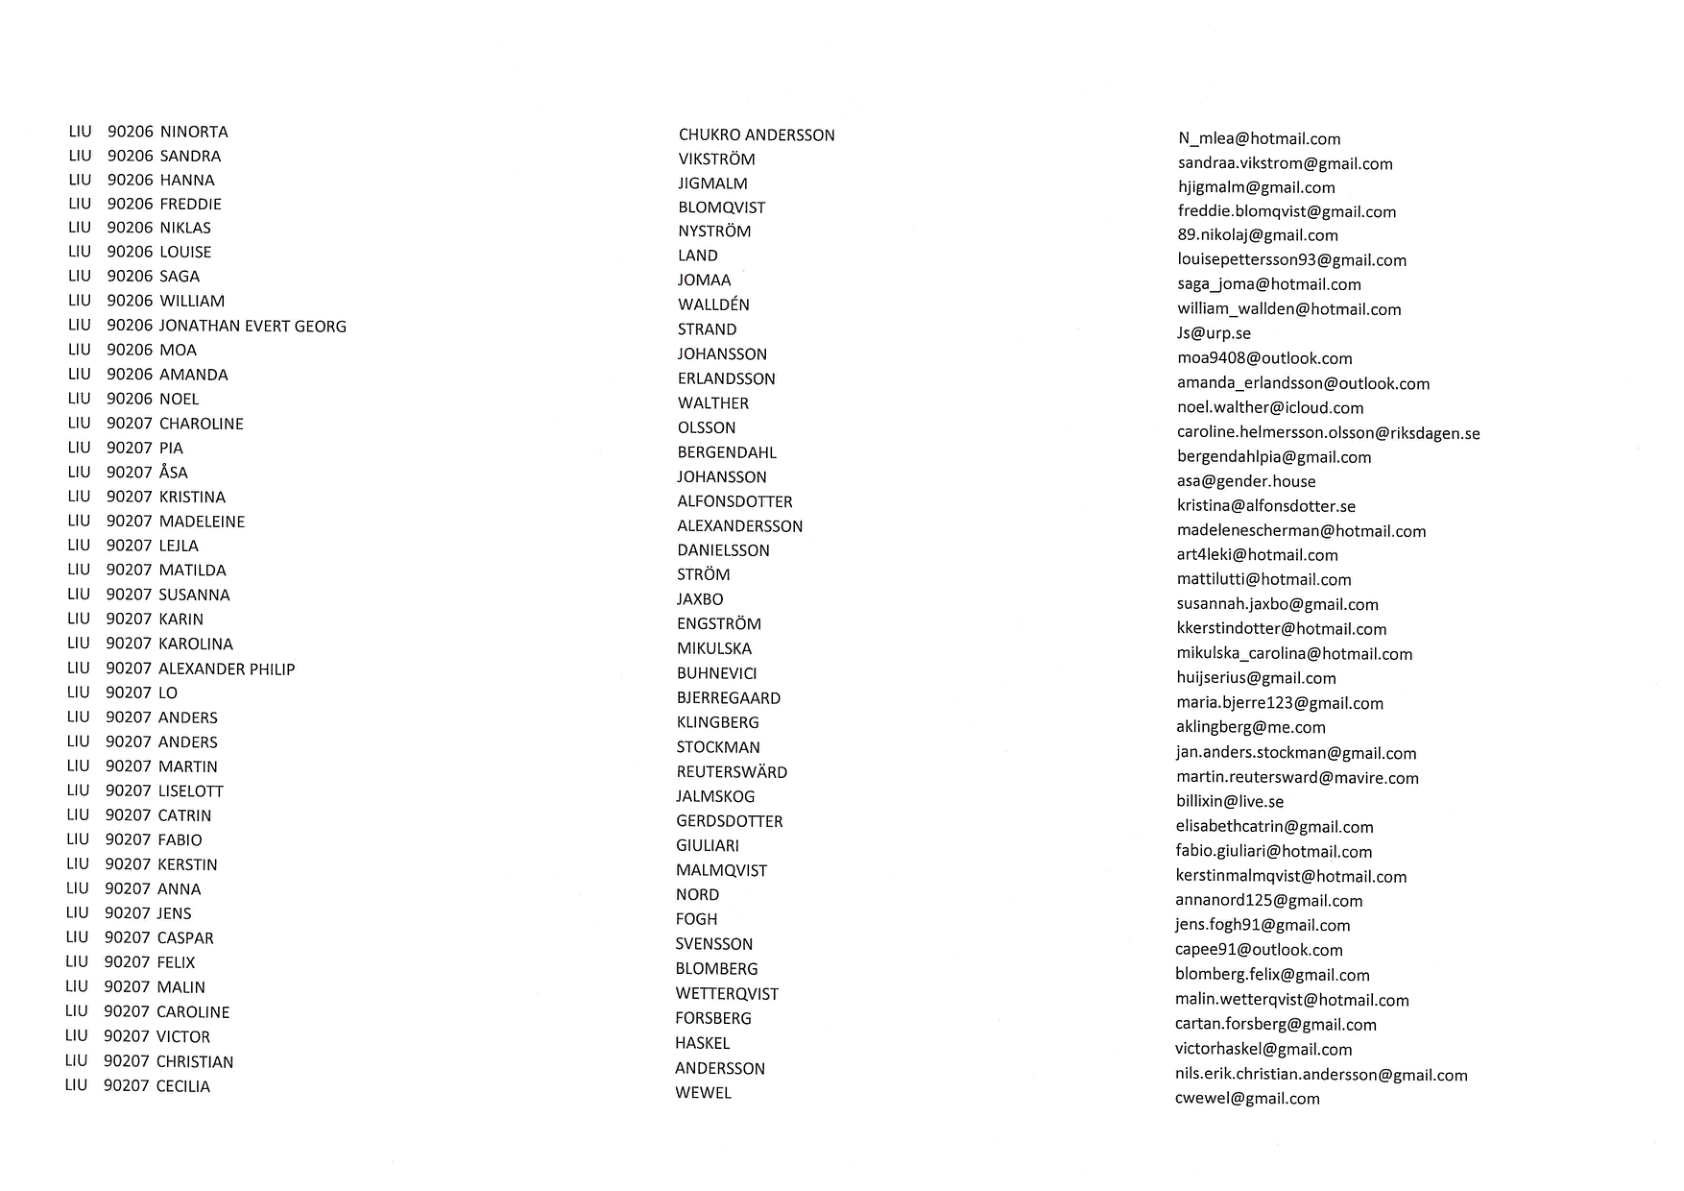 LIU 90206 NINORTA CHUKRO ANDERSSON N_mlea@hotmail.com
LIU 90206 SANDRA VIKSTRÖM sandraa.vikstrom@gmail.com
LIU 90206 HANNA JIGMALM hjigmalm@gmail.com
LIU 90206 FREDDIE BLOMQVIST freddie.blomqvist@gmail.com
LIU 90206 NIKLAS NYSTRÖM 89.nikolaj@gmail.com
LIU 90206 LOUISE LAND louisepettersson93@gmail.com
LIU 90206 SAGA JOMAA saga_joma@hotmail.com
LIU 90206 WILLIAM WALLDÉN william_wallden@hotmail.com
LIU 90206 JONATHAN EVERT GEORG STRAND Js@urp.se
LIU 90206 MOA JOHANSSON moa9408@outlook.com
LIU 90206 AMANDA ERLANDSSON amanda_erlandsson@outlook.com
LIU 90206 NOEL WALTHER noel.walther@icloud.com
LIU 90207 CHAROLINE OLSSON caroline.helmersson.olsson@riksdagen.se
LIU 90207 PIA BERGENDAHL bergendahlpia@gmail.com
LIU 90207 ÅSA JOHANSSON asa@gender.house
LIU 90207 KRISTINA ALFONSDOTTER kristina@alfonsdotter.se
LIU 90207 MADELEINE ALEXANDERSSON madelenescherman@hotmail.com
LIU 90207 LEJLA DANIELSSON art4leki@hotmail.com
LIU 90207 MATILDA STRÖM mattilutti@hotmail.com
LIU 90207 SUSANNA JAXBO susannah.jaxbo@gmail.com
LIU 90207 KARIN ENGSTRÖM kkerstindotter@hotmail.com
LIU 90207 KAROLINA MIKULSKA mikulska_carolina@hotmail.com
LIU 90207 ALEXANDER PHILIP BUHNEVICI huijserius@gmail.com
LIU 90207 LO BJERREGAARD maria.bjerre123@gmail.com
LIU 90207 ANDERS KLINGBERG aklingberg@me.com
LIU 90207 ANDERS STOCKMAN jan.anders.stockman@gmail.com
LIU 90207 MARTIN REUTERSWÄRD martin.reutersward@mavire.com
LIU 90207 LISELOTT JALMSKOG billixin@live.se
LIU 90207 CATRIN GERDSDOTTER elisabethcatrin@gmail.com
LIU 90207 FABIO GIULIARI fabio.giuliari@hotmail.com
LIU 90207 KERSTIN MALMQVIST kerstinmalmqvist@hotmail.com
LIU 90207 ANNA NORD annanord125@gmail.com
LIU 90207 JENS FOGH jens.fogh91@gmail.com
LIU 90207 CASPAR SVENSSON capee91@outlook.com
LIU 90207 FELIX BLOMBERG blomberg.felix@gmail.com
LIU 90207 MALIN WETTERQVIST malin.wetterqvist@hotmail.com
LIU 90207 CAROLINE FORSBERG cartan.forsberg@gmail.com
LIU 90207 VICTOR HASKEL victorhaskel@gmail.com
LIU 90207 CHRISTIAN ANDERSSON nils.erik.christian.andersson@gmail.com
LIU 90207 CECILIA WEWEL cwewel@gmail.com